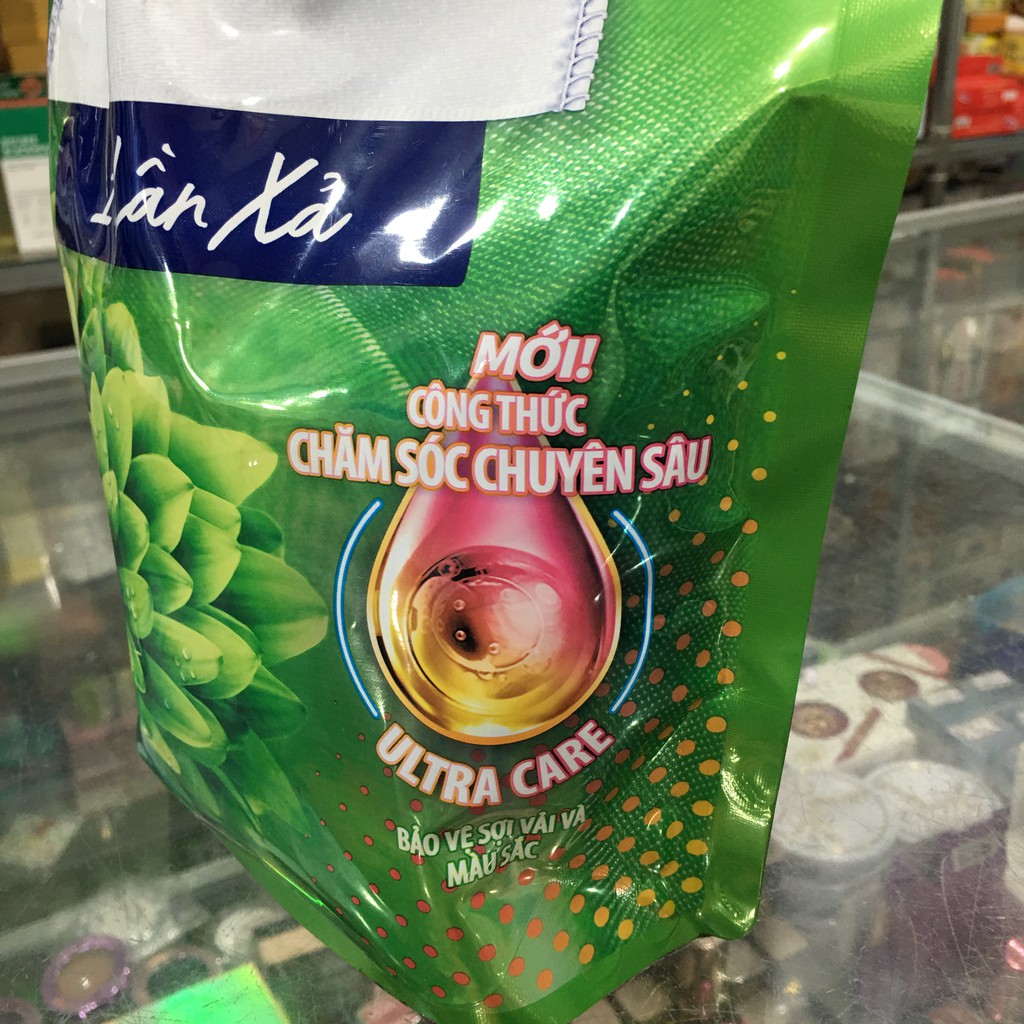 Lần Xả
MỚI!
CÔNG THỨC
CHĂM SÓC CHUYÊN SÂU
ULTRA CARE
BẢO VỆ SỢI VẢI VÀ
MÀU SẮC